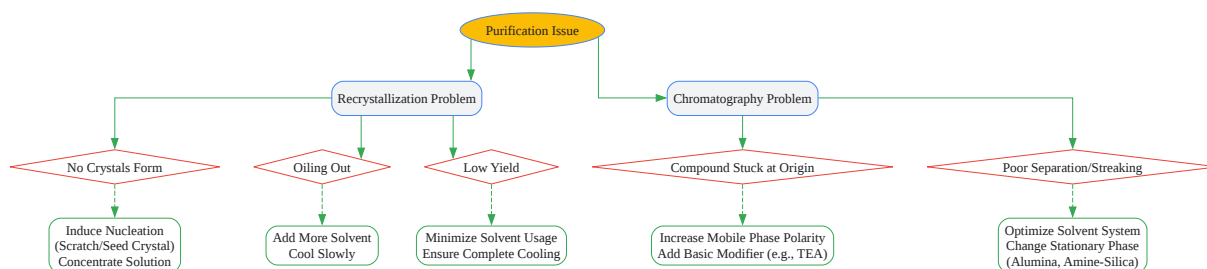 Purification Issue
Recrystallization Problem
Chromatography Problem
No Crystals Form
Oiling Out
Low Yield
Compound Stuck at Origin
Poor Separation/Streaking
Induce Nucleation
(Scratch/Seed Crystal)
Concentrate Solution
Add More Solvent
Cool Slowly
Minimize Solvent Usage
Ensure Complete Cooling
Increase Mobile Phase Polarity
Add Basic Modifier (e.g., TEA)
Optimize Solvent System
Change Stationary Phase
(Alumina, Amine-Silica)